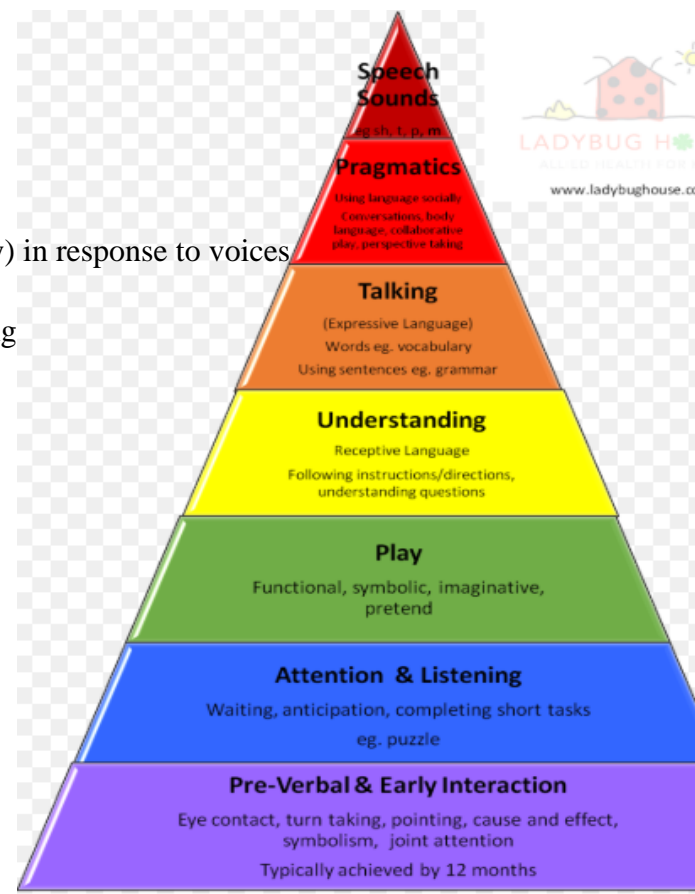 Speech
Sounds
eg sh, t, p, m
LADYBUG H
ALLIED HEALTH FOR
www.ladybughouse.co
Pragmatics
Using language socially
Conversations, body
language, collaborative
play, perspective taking
) in response to voices
g
Talking
(Expressive Language)
Words eg. vocabulary
Using sentences eg. grammar
Understanding
Receptive Language
Following instructions/directions,
understanding questions
Play
Functional, symbolic, imaginative,
pretend
Attention & Listening
Waiting, anticipation, completing short tasks
eg. puzzle
Pre-Verbal & Early Interaction
Eye contact, turn taking, pointing, cause and effect,
symbolism, joint attention
Typically achieved by 12 months